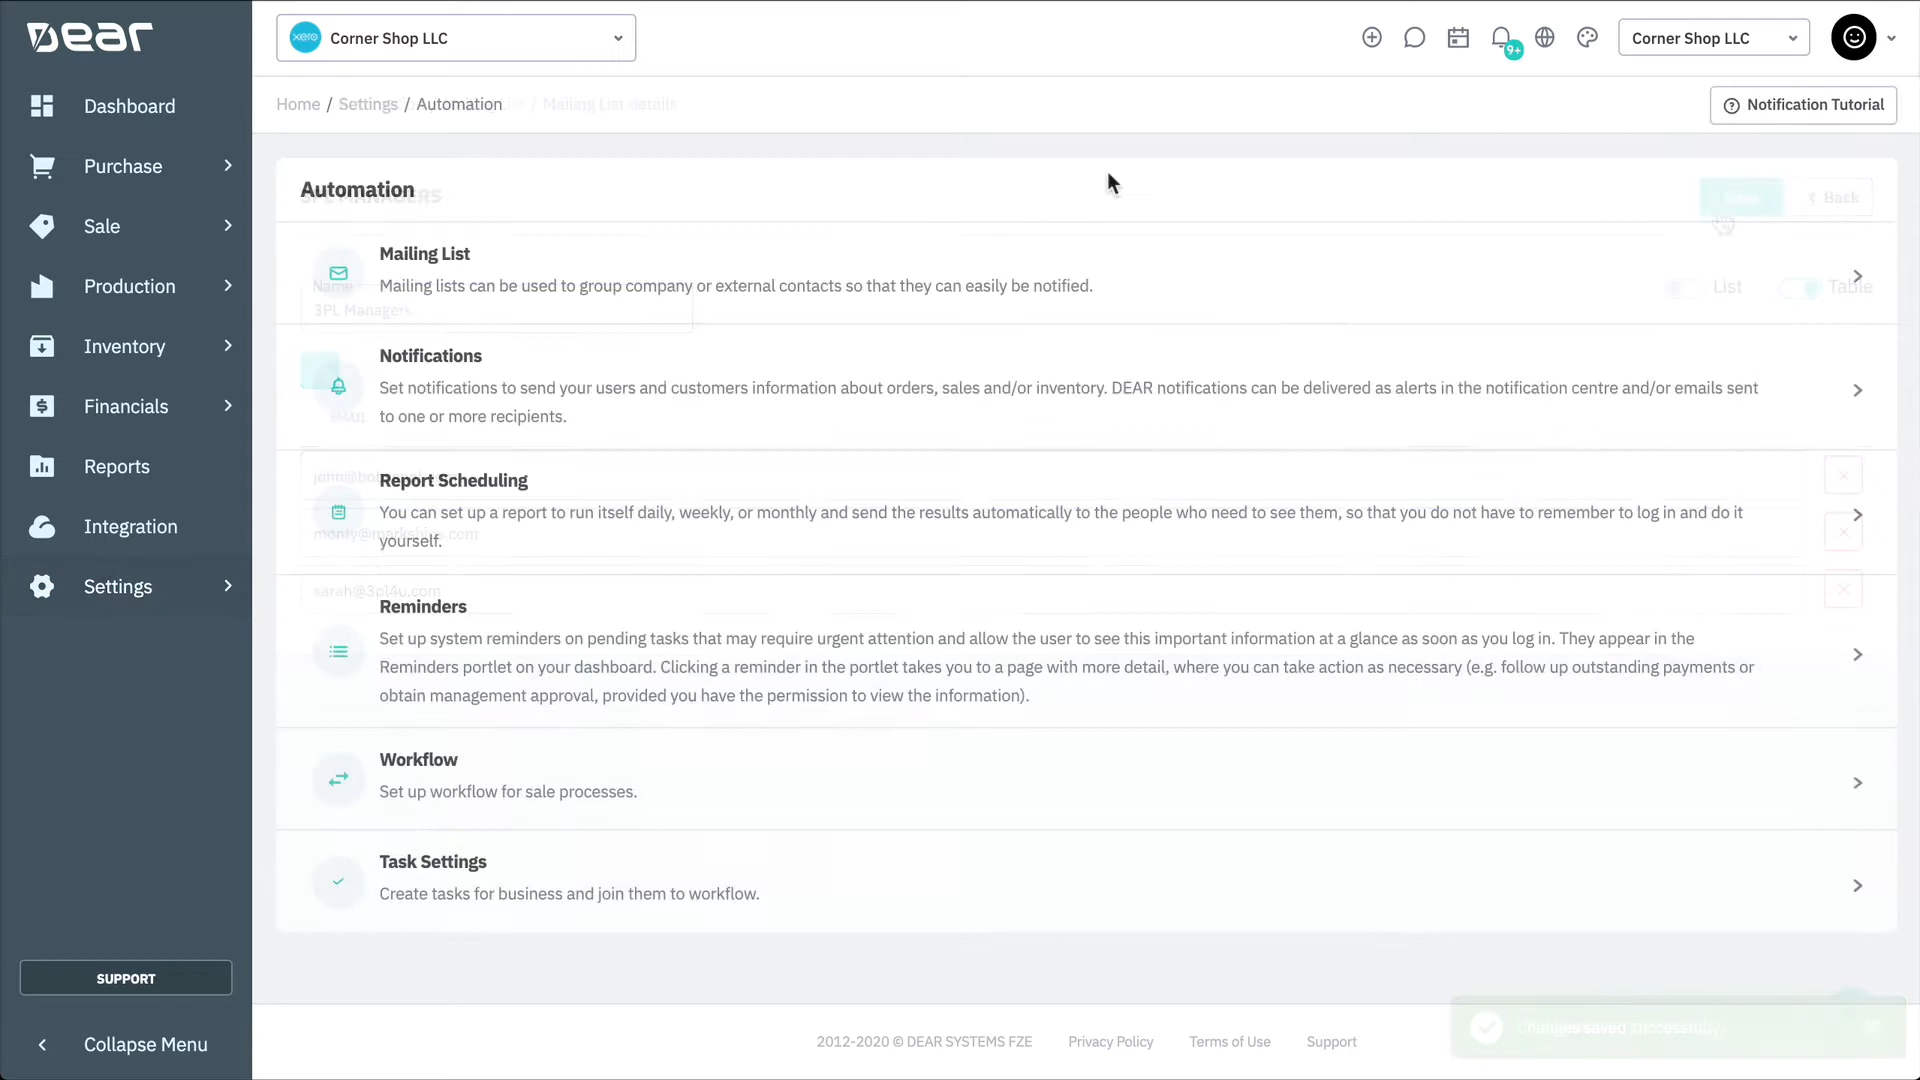 Dear
Dashboard
Purchase
Sale
Production
Inventory
Financials
Reports
Integration
Settings
SUPPORT
Collapse Menu
xero Corner Shop LLC
9+
Corner Shop LLC
Home / Settings / Automation / Mailing List details
Notification Tutorial
Automation
3PL MANAGERS
Back
Mailing List
Mailing lists can be used to group company or external contacts so that they can easily be notified.
Name
3PL Managers
List
Table
Notifications
Set notifications to send your users and customers information about orders, sales and/or inventory. DEAR notifications can be delivered as alerts in the notification centre and/or emails sent
to one or more recipients.
EMAIL
Report Scheduling
You can set up a report to run itself daily, weekly, or monthly and send the results automatically to the people who need to see them, so that you do not have to remember to log in and do it
yourself.
sarah@3pl4u.com
Reminders
Set up system reminders on pending tasks that may require urgent attention and allow the user to see this important information at a glance as soon as you log in. They appear in the
Reminders portlet on your dashboard. Clicking a reminder in the portlet takes you to a page with more detail, where you can take action as necessary (e.g. follow up outstanding payments or
obtain management approval, provided you have the permission to view the information).
Workflow
Set up workflow for sale processes.
Task Settings
Create tasks for business and join them to workflow.
2012-2020 © DEAR SYSTEMS FZE
Privacy Policy
Terms of Use
Support
Changes saved successfully